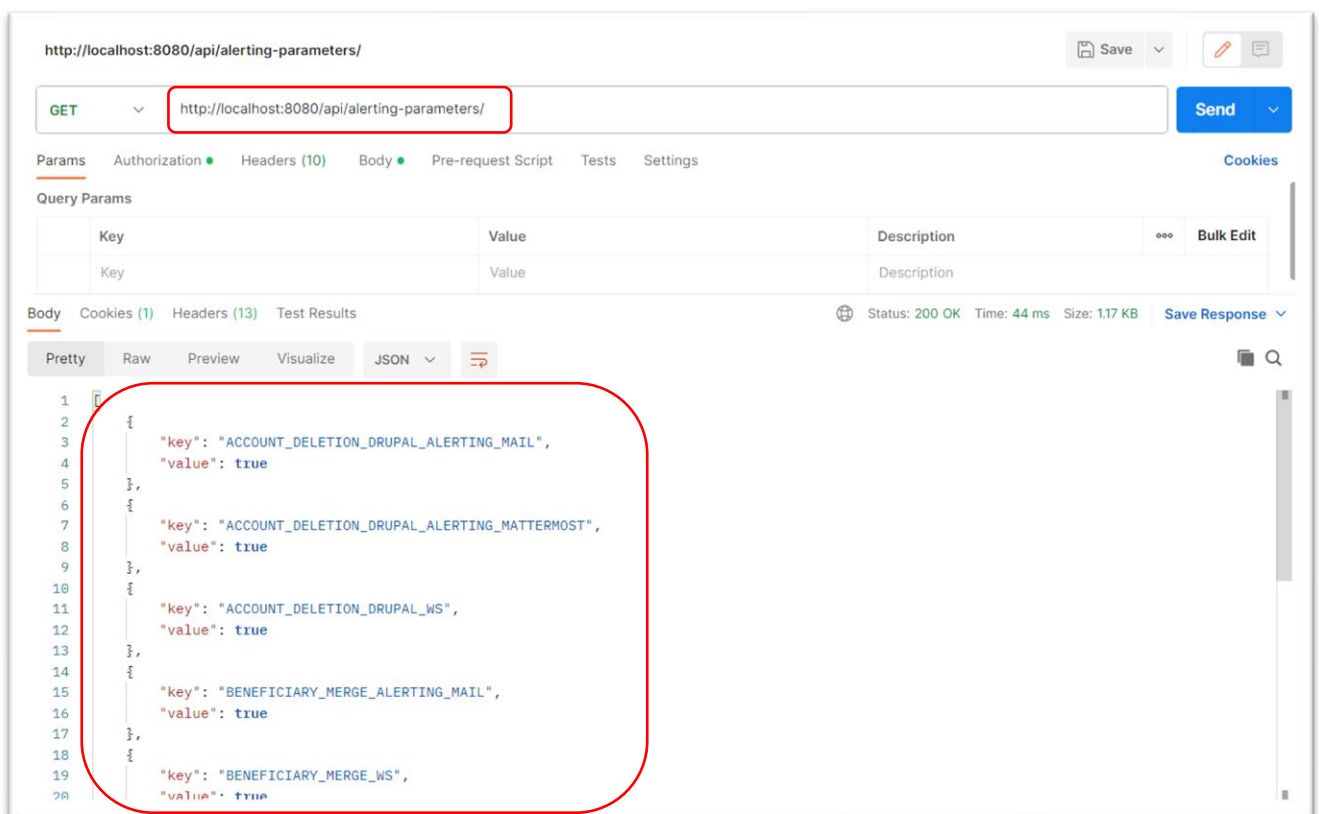 http://localhost:8080/api/alerting-parameters/
Save
GET http://localhost:8080/api/alerting-parameters/ Send
Params Authorization Headers (10) Body Pre-request Script Tests Settings Cookies
Query Params
Key Value Description ooo Bulk Edit
Key Value Description
Body Cookies (1) Headers (13) Test Results Status: 200 OK Time: 44 ms Size: 1.17 KB Save Response
Pretty Raw Preview Visualize JSON
1 [
2 {
3 "key": "ACCOUNT_DELETION_DRUPAL_ALERTING_MAIL",
4 "value": true
5 },
6 {
7 "key": "ACCOUNT_DELETION_DRUPAL_ALERTING_MATTERMOST",
8 "value": true
9 },
10 {
11 "key": "ACCOUNT_DELETION_DRUPAL_WS",
12 "value": true
13 },
14 {
15 "key": "BENEFICIARY_MERGE_ALERTING_MAIL",
16 "value": true
17 },
18 {
19 "key": "BENEFICIARY_MERGE_WS",
20 "value": true